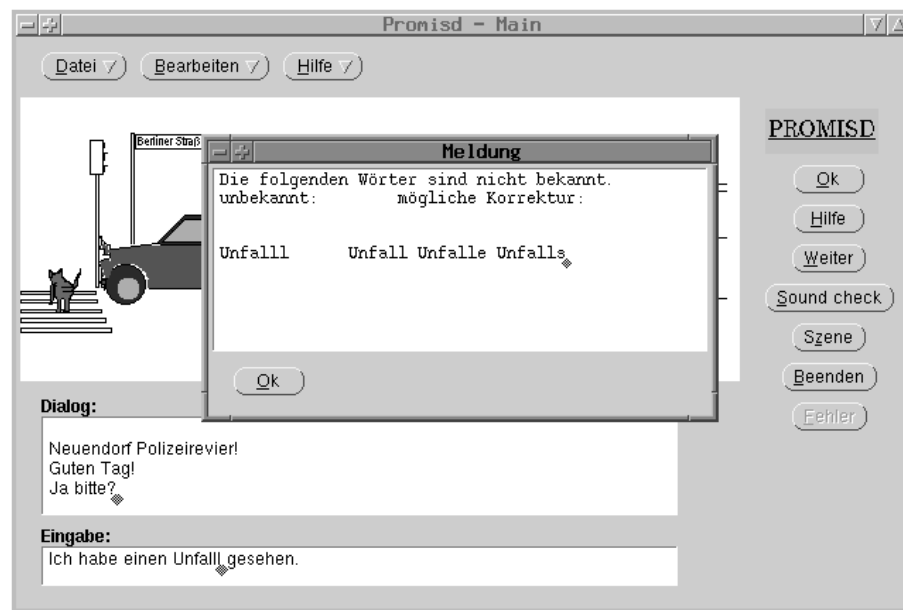 Promisd - Main
Datei Bearbeiten Hilfe
Berliner Straß
PROMISD
Meldung
Die folgenden Wörter sind nicht bekannt.
unbekannt: mögliche Korrektur:
Unfalll Unfall Unfalle Unfalls
Ok
Ok
Hilfe
Weiter
Sound check
Szene
Beenden
Fehler
Dialog:
Neuendorf Polizeirevier!
Guten Tag!
Ja bitte?
Eingabe:
Ich habe einen Unfalll gesehen.